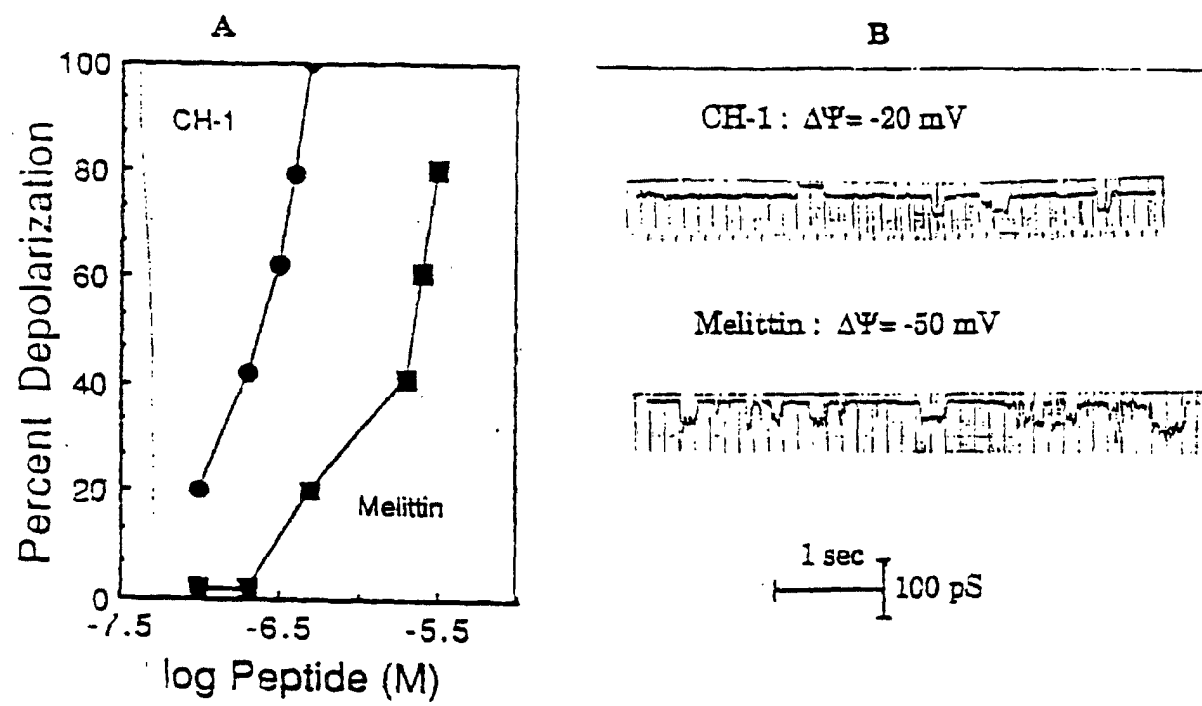 A
Percent Depolarization
100
80
60
40
20
0
-7.5
-6.5
-5.5
log Peptide (M)
CH-1
Melittin
B
CH-1 : ΔΨ= -20 mV
Melittin : ΔΨ= -50 mV
1 sec
100 pS